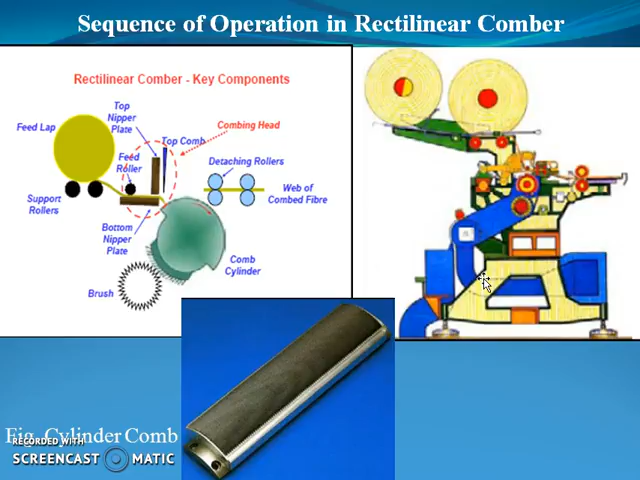 Sequence of Operation in Rectilinear Comber
Rectilinear Comber - Key Components
Top
Nipper
Plate
Combing Head
Feed Lap
Top Comb
Feed
Roller
Detaching Rollers
Support
Rollers
Web of
Combed Fibre
Bottom
Nipper
Plate
Comb
Cylinder
Brush
Fig. Cylinder Comb
RECORDED WITH
SCREENCAST MATIC